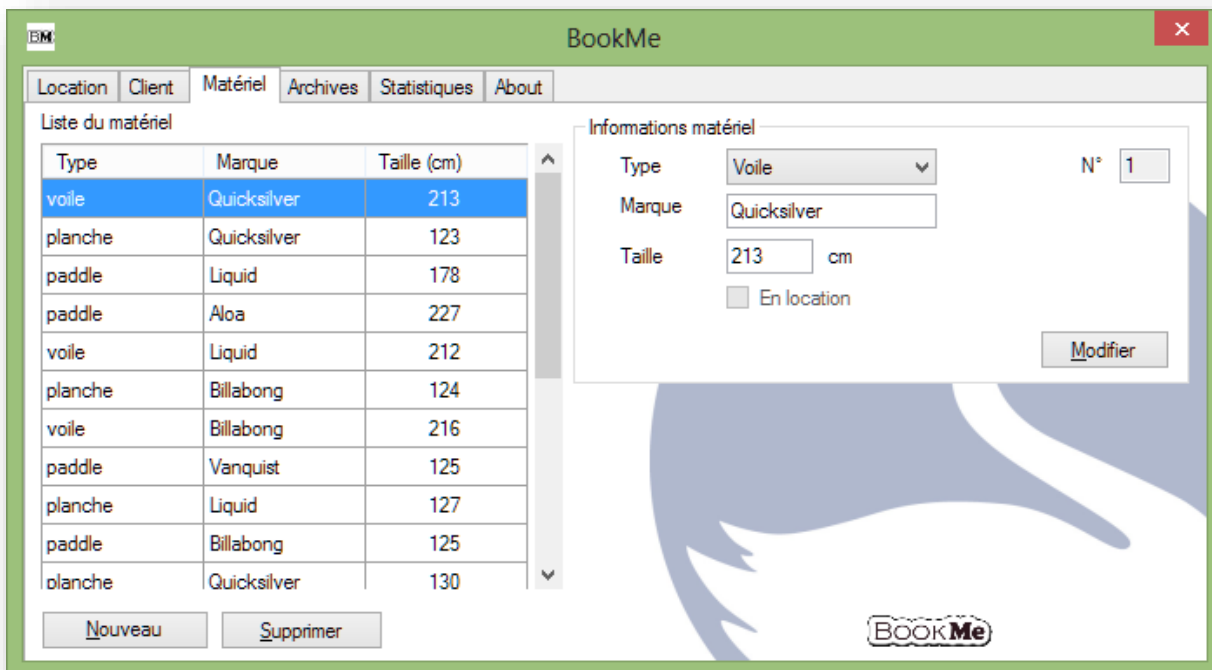 BM
BookMe
Location Client Matériel Archives Statistiques About
Liste du matériel
Type Marque Taille (cm)
voile Quicksilver 213
planche Quicksilver 123
paddle Liquid 178
paddle Aloa 227
voile Liquid 212
planche Billabong 124
voile Billabong 216
paddle Vanquist 125
planche Liquid 127
paddle Billabong 125
planche Quicksilver 130
Nouveau Supprimer
Informations matériel
Type Voile N° 1
Marque Quicksilver
Taille 213 cm
En location
Modifier
BOOKMe